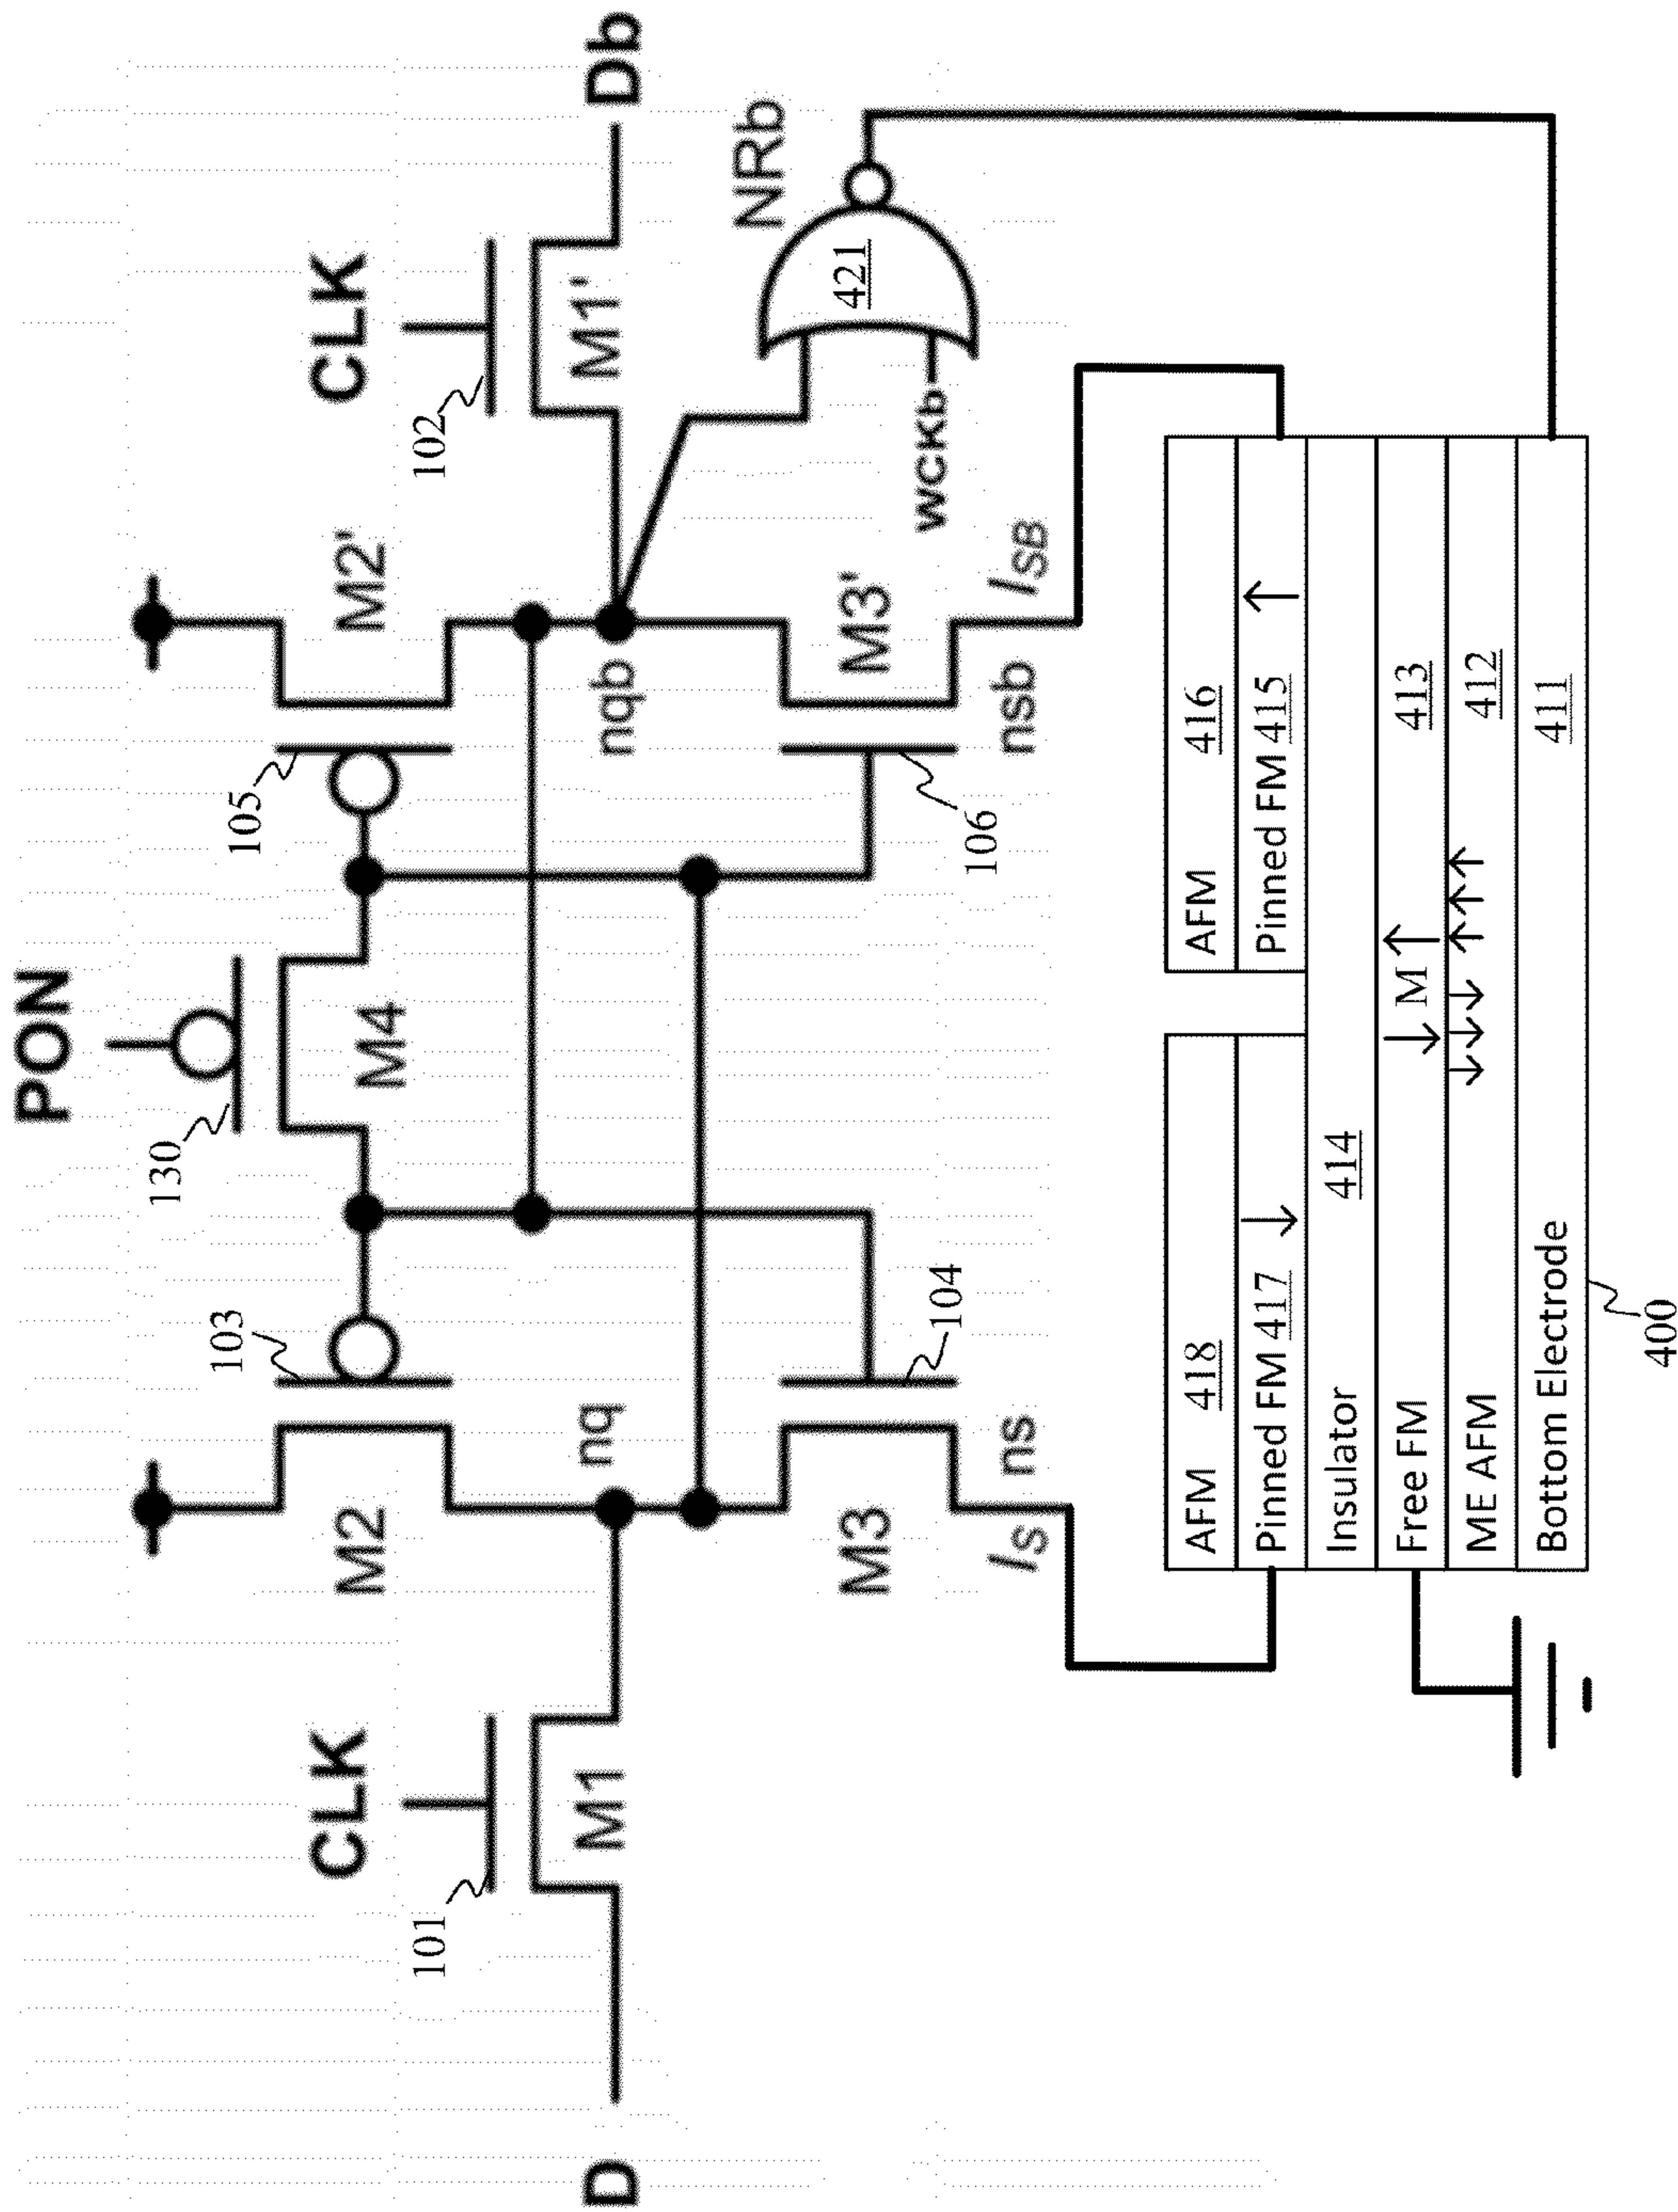 PON
130
CLK
CLK
101
102
103
105
M4
M2
M2'
M1
M1'
D
Db
nq
nqb
NRb
421
WCKb
M3
M3'
104
106
ns
nsb
IS
ISB
AFM 418
AFM 416
Pinned FM 417
Pinned FM 415
Insulator 414
Free FM M 413
ME AFM 412
Bottom Electrode 411
400